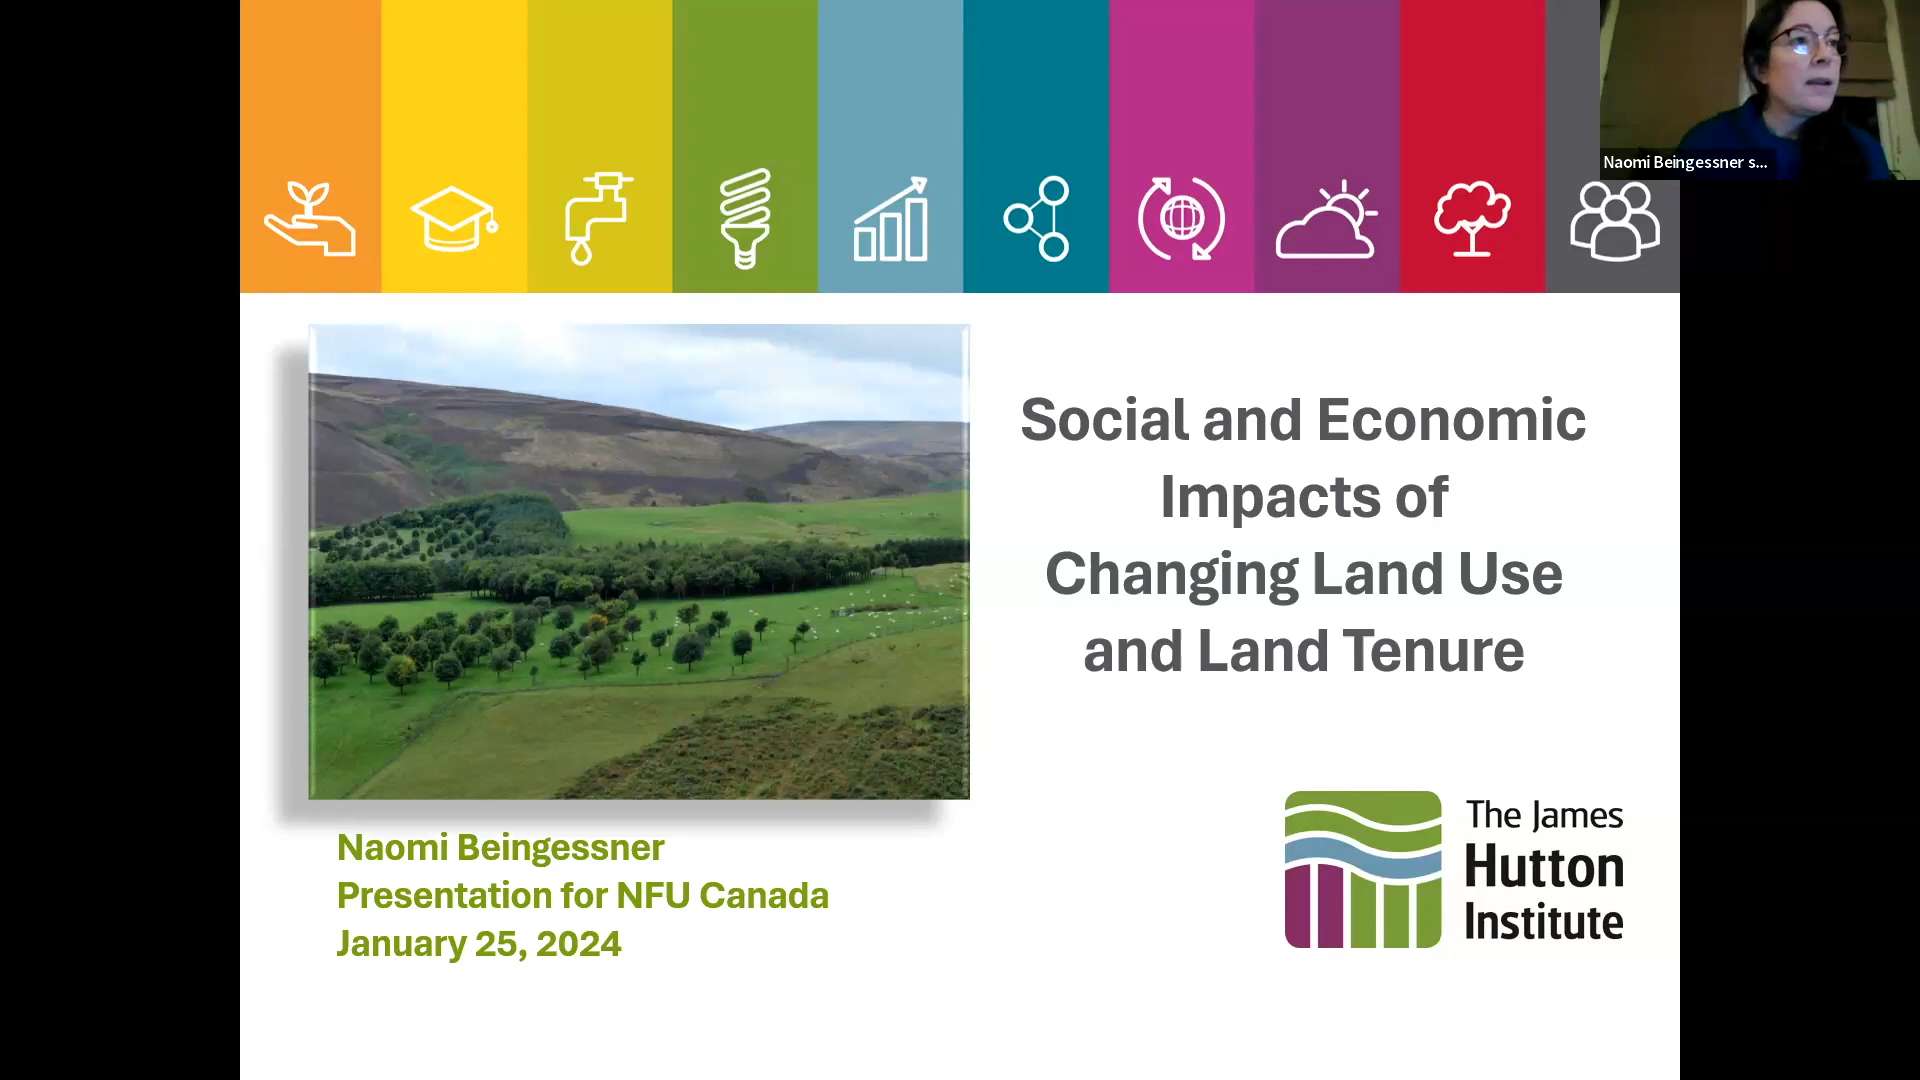 Naomi Beingessner s...
Social and Economic
Impacts of
Changing Land Use
and Land Tenure
Naomi Beingessner
Presentation for NFU Canada
January 25, 2024
The James
Hutton
Institute